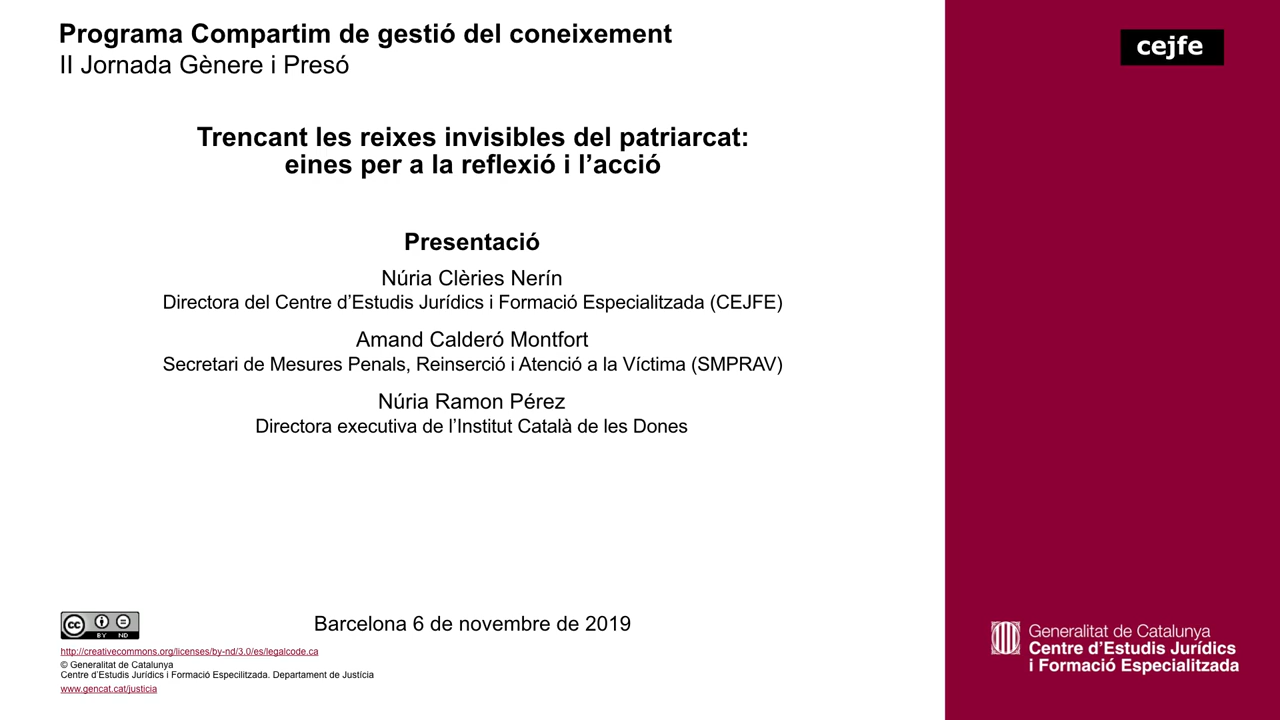 Programa Compartim de gestió del coneixement
II Jornada Gènere i Presó
cejfe
Trencant les reixes invisibles del patriarcat:
eines per a la reflexió i l’acció
Presentació
Núria Clèries Nerín
Directora del Centre d’Estudis Jurídics i Formació Especialitzada (CEJFE)
Amand Calderó Montfort
Secretari de Mesures Penals, Reinserció i Atenció a la Víctima (SMPRAV)
Núria Ramon Pérez
Directora executiva de l’Institut Català de les Dones
Barcelona 6 de novembre de 2019
cc BY ND
http://creativecommons.org/licenses/by-nd/3.0/es/legalcode.ca
© Generalitat de Catalunya
Centre d’Estudis Jurídics i Formació Especilitzada. Departament de Justícia
www.gencat.cat/justicia
Generalitat de Catalunya
Centre d’Estudis Jurídics
i Formació Especialitzada